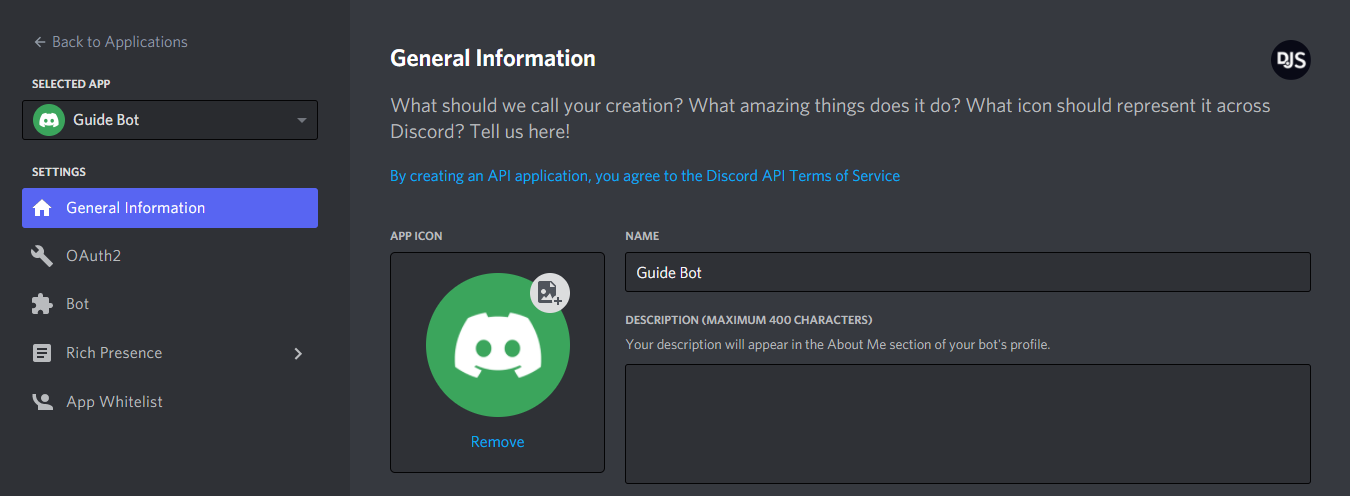 ← Back to Applications
SELECTED APP
Guide Bot
SETTINGS
General Information
OAuth2
Bot
Rich Presence
App Whitelist
General Information
DJS
What should we call your creation? What amazing things does it do? What icon should represent it across
Discord? Tell us here!
By creating an API application, you agree to the Discord API Terms of Service
APP ICON
Remove
NAME
Guide Bot
DESCRIPTION (MAXIMUM 400 CHARACTERS)
Your description will appear in the About Me section of your bot's profile.